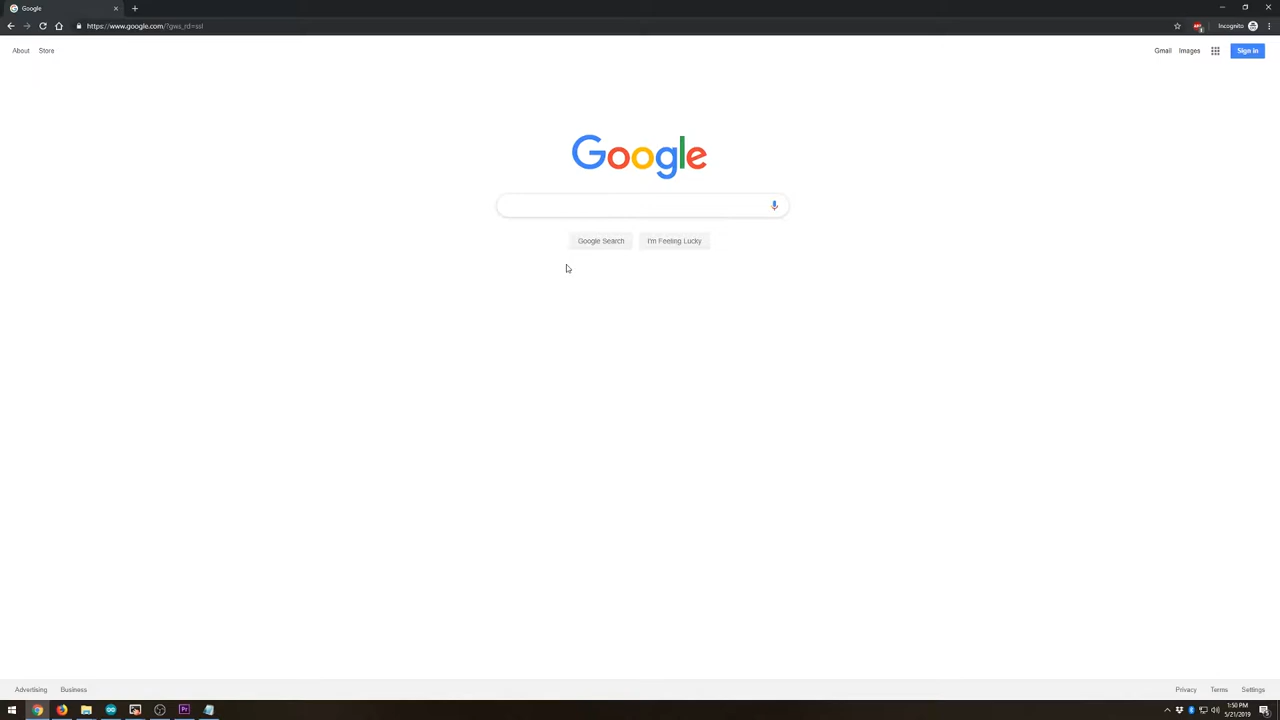 Google
https://www.google.com/?gws_rd=ssl
Incognito
About Store
Gmail Images Sign in
Google
Google Search I'm Feeling Lucky
Advertising Business
Privacy Terms Settings
Pr
1:50 PM
5/21/2019